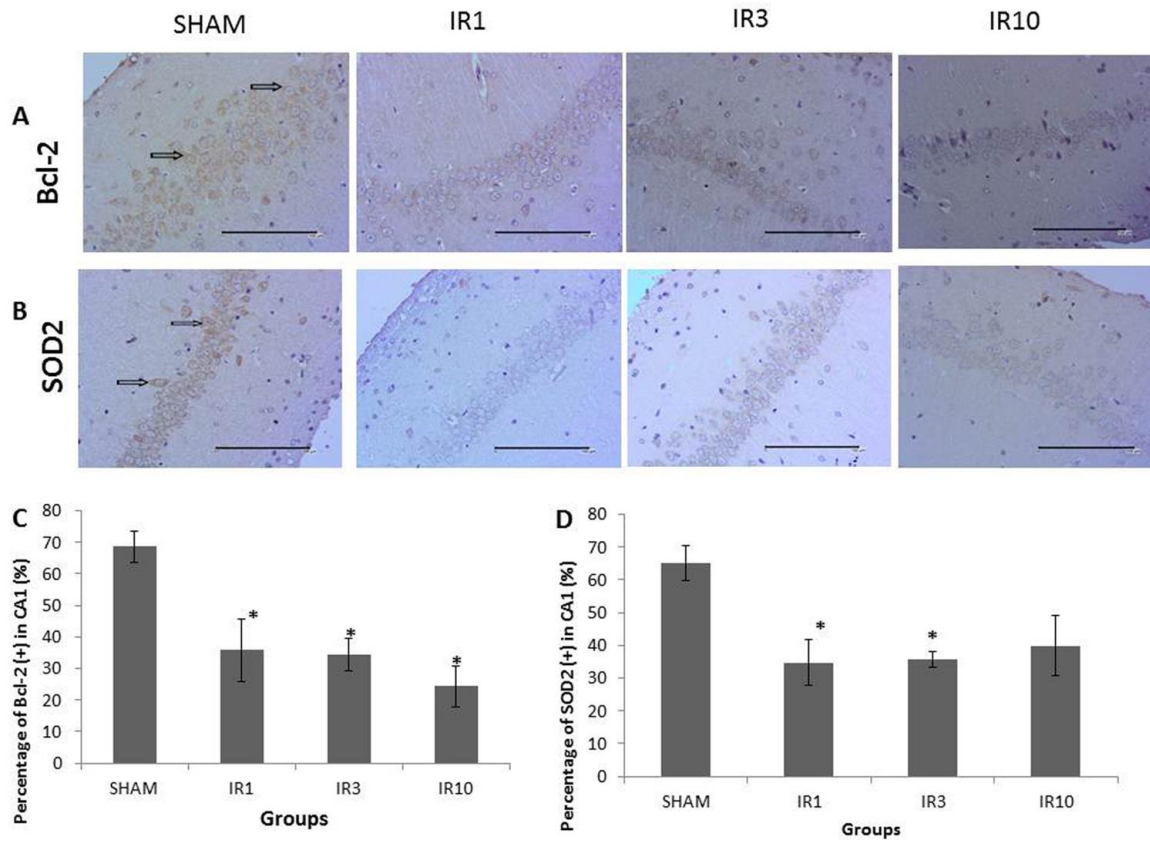 SHAM IR1 IR3 IR10
A
Bcl-2
B
SOD2
C
Percentage of Bcl-2 (+) in CA1 (%)
80
70
60
50
40
30
20
10
0
* * *
SHAM IR1 IR3 IR10
Groups
D
Percentage of SOD2 (+) in CA1 (%)
80
70
60
50
40
30
20
10
0
* *
SHAM IR1 IR3 IR10
Groups